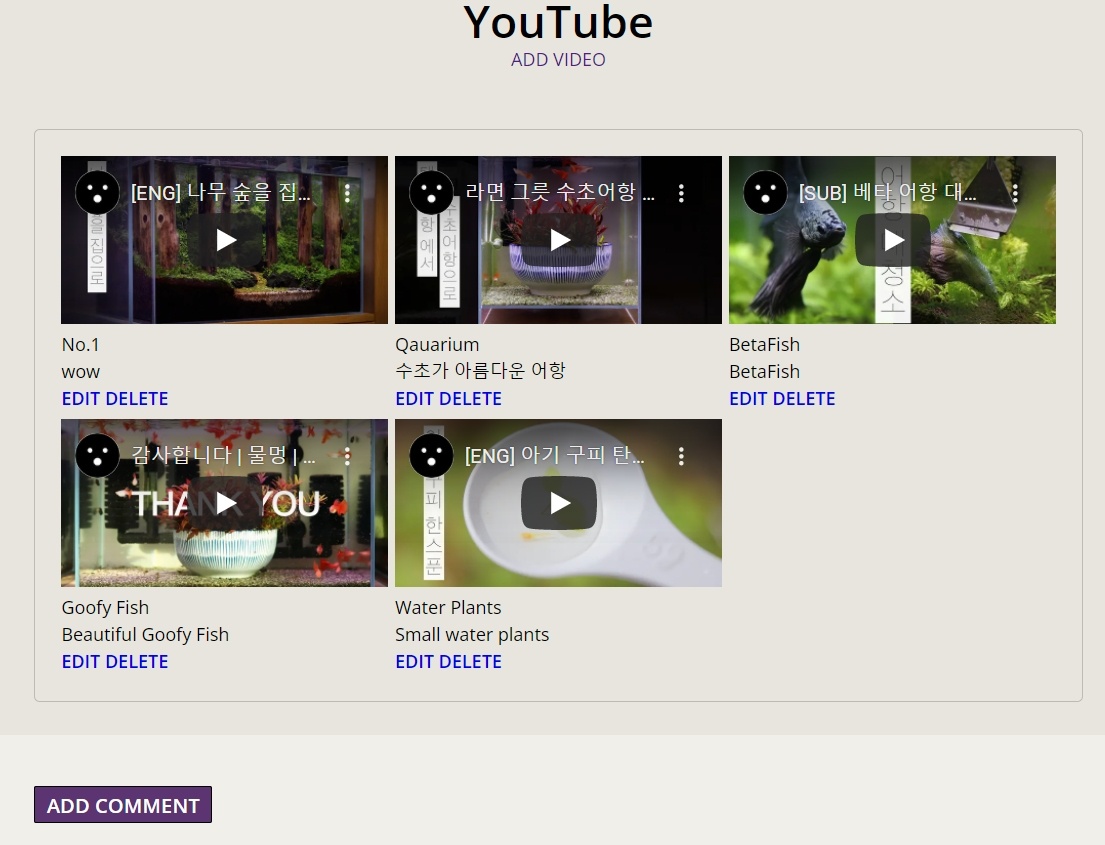 YouTube
ADD VIDEO
[ENG] 나무 숲을 집...
집으로
라면 그릇 수초어항 ...
항에서
수초어항으로
[SUB] 베타 어항 대...
어항
청소
No.1
wow
EDIT DELETE
Qauarium
수초가 아름다운 어항
EDIT DELETE
BetaFish
BetaFish
EDIT DELETE
감사합니다 | 물멍 | ...
THANK YOU
[ENG] 아기 구피 탄...
구피 한스푼
Goofy Fish
Beautiful Goofy Fish
EDIT DELETE
Water Plants
Small water plants
EDIT DELETE
ADD COMMENT